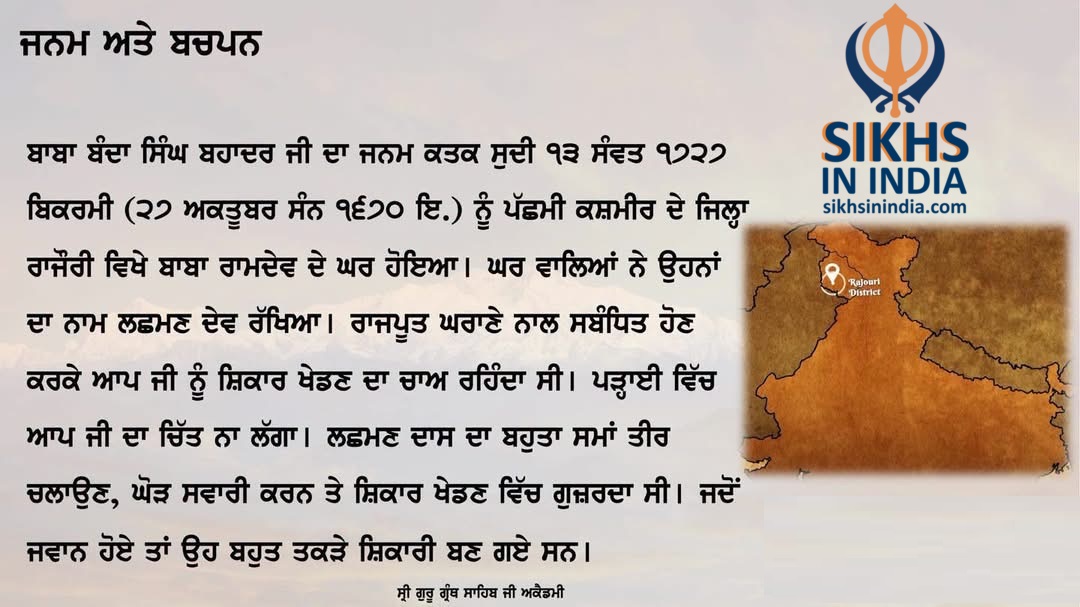 ਜਨਮ ਅਤੇ ਬਚਪਨ
ਬਾਬਾ ਬੰਦਾ ਸਿੰਘ ਬਹਾਦਰ ਜੀ ਦਾ ਜਨਮ ਕਤਕ ਸੁਦੀ ੧੩ ਸੰਵਤ ੧੭੨੭
ਬਿਕਰਮੀ (੨੭ ਅਕਤੂਬਰ ਸੰਨ ੧੬੭੦ ਇ.) ਨੂੰ ਪੱਛਮੀ ਕਸ਼ਮੀਰ ਦੇ ਜਿਲ੍ਹਾ
ਰਾਜੌਰੀ ਵਿਖੇ ਬਾਬਾ ਰਾਮਦੇਵ ਦੇ ਘਰ ਹੋਇਆ। ਘਰ ਵਾਲਿਆਂ ਨੇ ਉਹਨਾਂ
ਦਾ ਨਾਮ ਲਛਮਣ ਦੇਵ ਰੱਖਿਆ। ਰਾਜਪੂਤ ਘਰਾਣੇ ਨਾਲ ਸਬੰਧਿਤ ਹੋਣ
ਕਰਕੇ ਆਪ ਜੀ ਨੂੰ ਸ਼ਿਕਾਰ ਖੇਡਣ ਦਾ ਚਾਅ ਰਹਿੰਦਾ ਸੀ। ਪੜ੍ਹਾਈ ਵਿੱਚ
ਆਪ ਜੀ ਦਾ ਚਿੱਤ ਨਾ ਲੱਗਾ। ਲਛਮਣ ਦਾਸ ਦਾ ਬਹੁਤਾ ਸਮਾਂ ਤੀਰ
ਚਲਾਉਣ, ਘੋੜ ਸਵਾਰੀ ਕਰਨ ਤੇ ਸ਼ਿਕਾਰ ਖੇਡਣ ਵਿੱਚ ਗੁਜ਼ਰਦਾ ਸੀ। ਜਦੋਂ
ਜਵਾਨ ਹੋਏ ਤਾਂ ਉਹ ਬਹੁਤ ਤਕੜੇ ਸ਼ਿਕਾਰੀ ਬਣ ਗਏ ਸਨ।
ਸ੍ਰੀ ਗੁਰੂ ਗ੍ਰੰਥ ਸਾਹਿਬ ਜੀ ਅਕੈਡਮੀ
SIKHS
IN INDIA
sikhsinindia.com
Rajouri
District